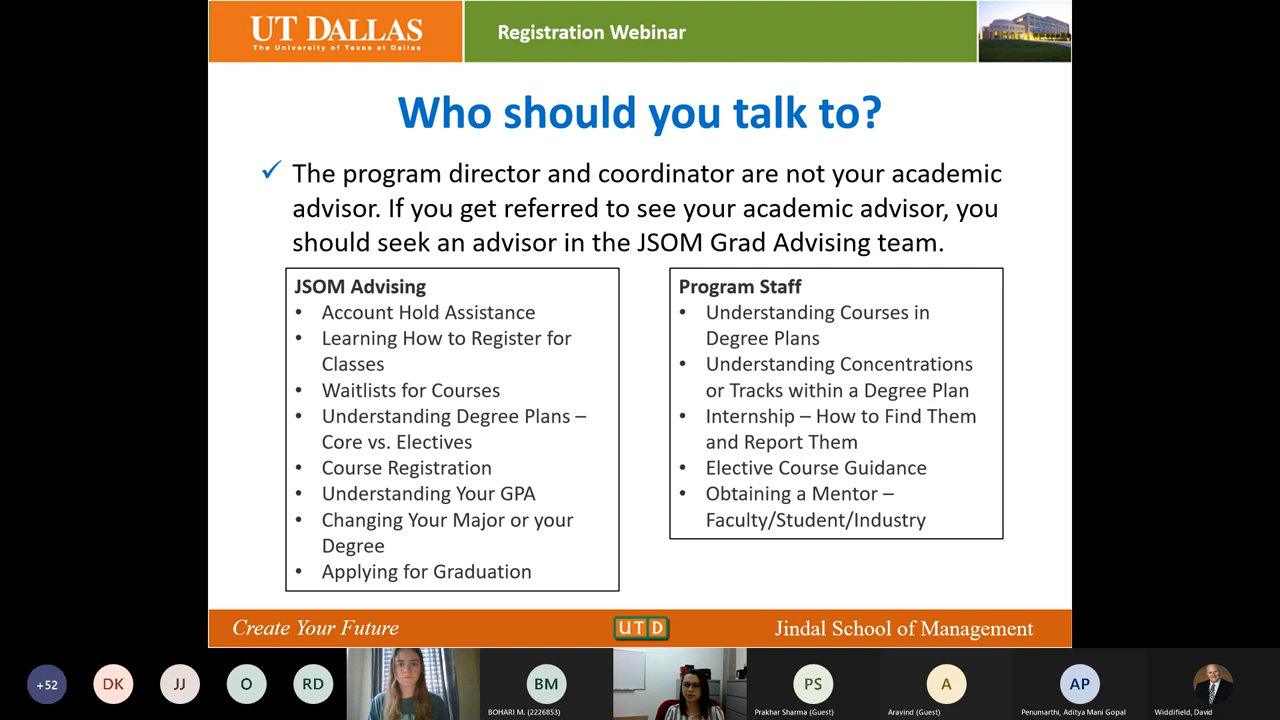 UT DALLAS
The University of Texas at Dallas
Registration Webinar
Who should you talk to?
✓ The program director and coordinator are not your academic
advisor. If you get referred to see your academic advisor, you
should seek an advisor in the JSOM Grad Advising team.
JSOM Advising
• Account Hold Assistance
• Learning How to Register for
Classes
• Waitlists for Courses
• Understanding Degree Plans –
Core vs. Electives
• Course Registration
• Understanding Your GPA
• Changing Your Major or your
Degree
• Applying for Graduation
Program Staff
• Understanding Courses in
Degree Plans
• Understanding Concentrations
or Tracks within a Degree Plan
• Internship – How to Find Them
and Report Them
• Elective Course Guidance
• Obtaining a Mentor –
Faculty/Student/Industry
Create Your Future
UTD
Jindal School of Management
+52
DK
JJ
O
RD
BM
BOHARI M. (2226853)
PS
Prakhar Sharma (Guest)
A
Aravind (Guest)
AP
Penumarthi, Aditya Mani Gopal
Widdifield, David